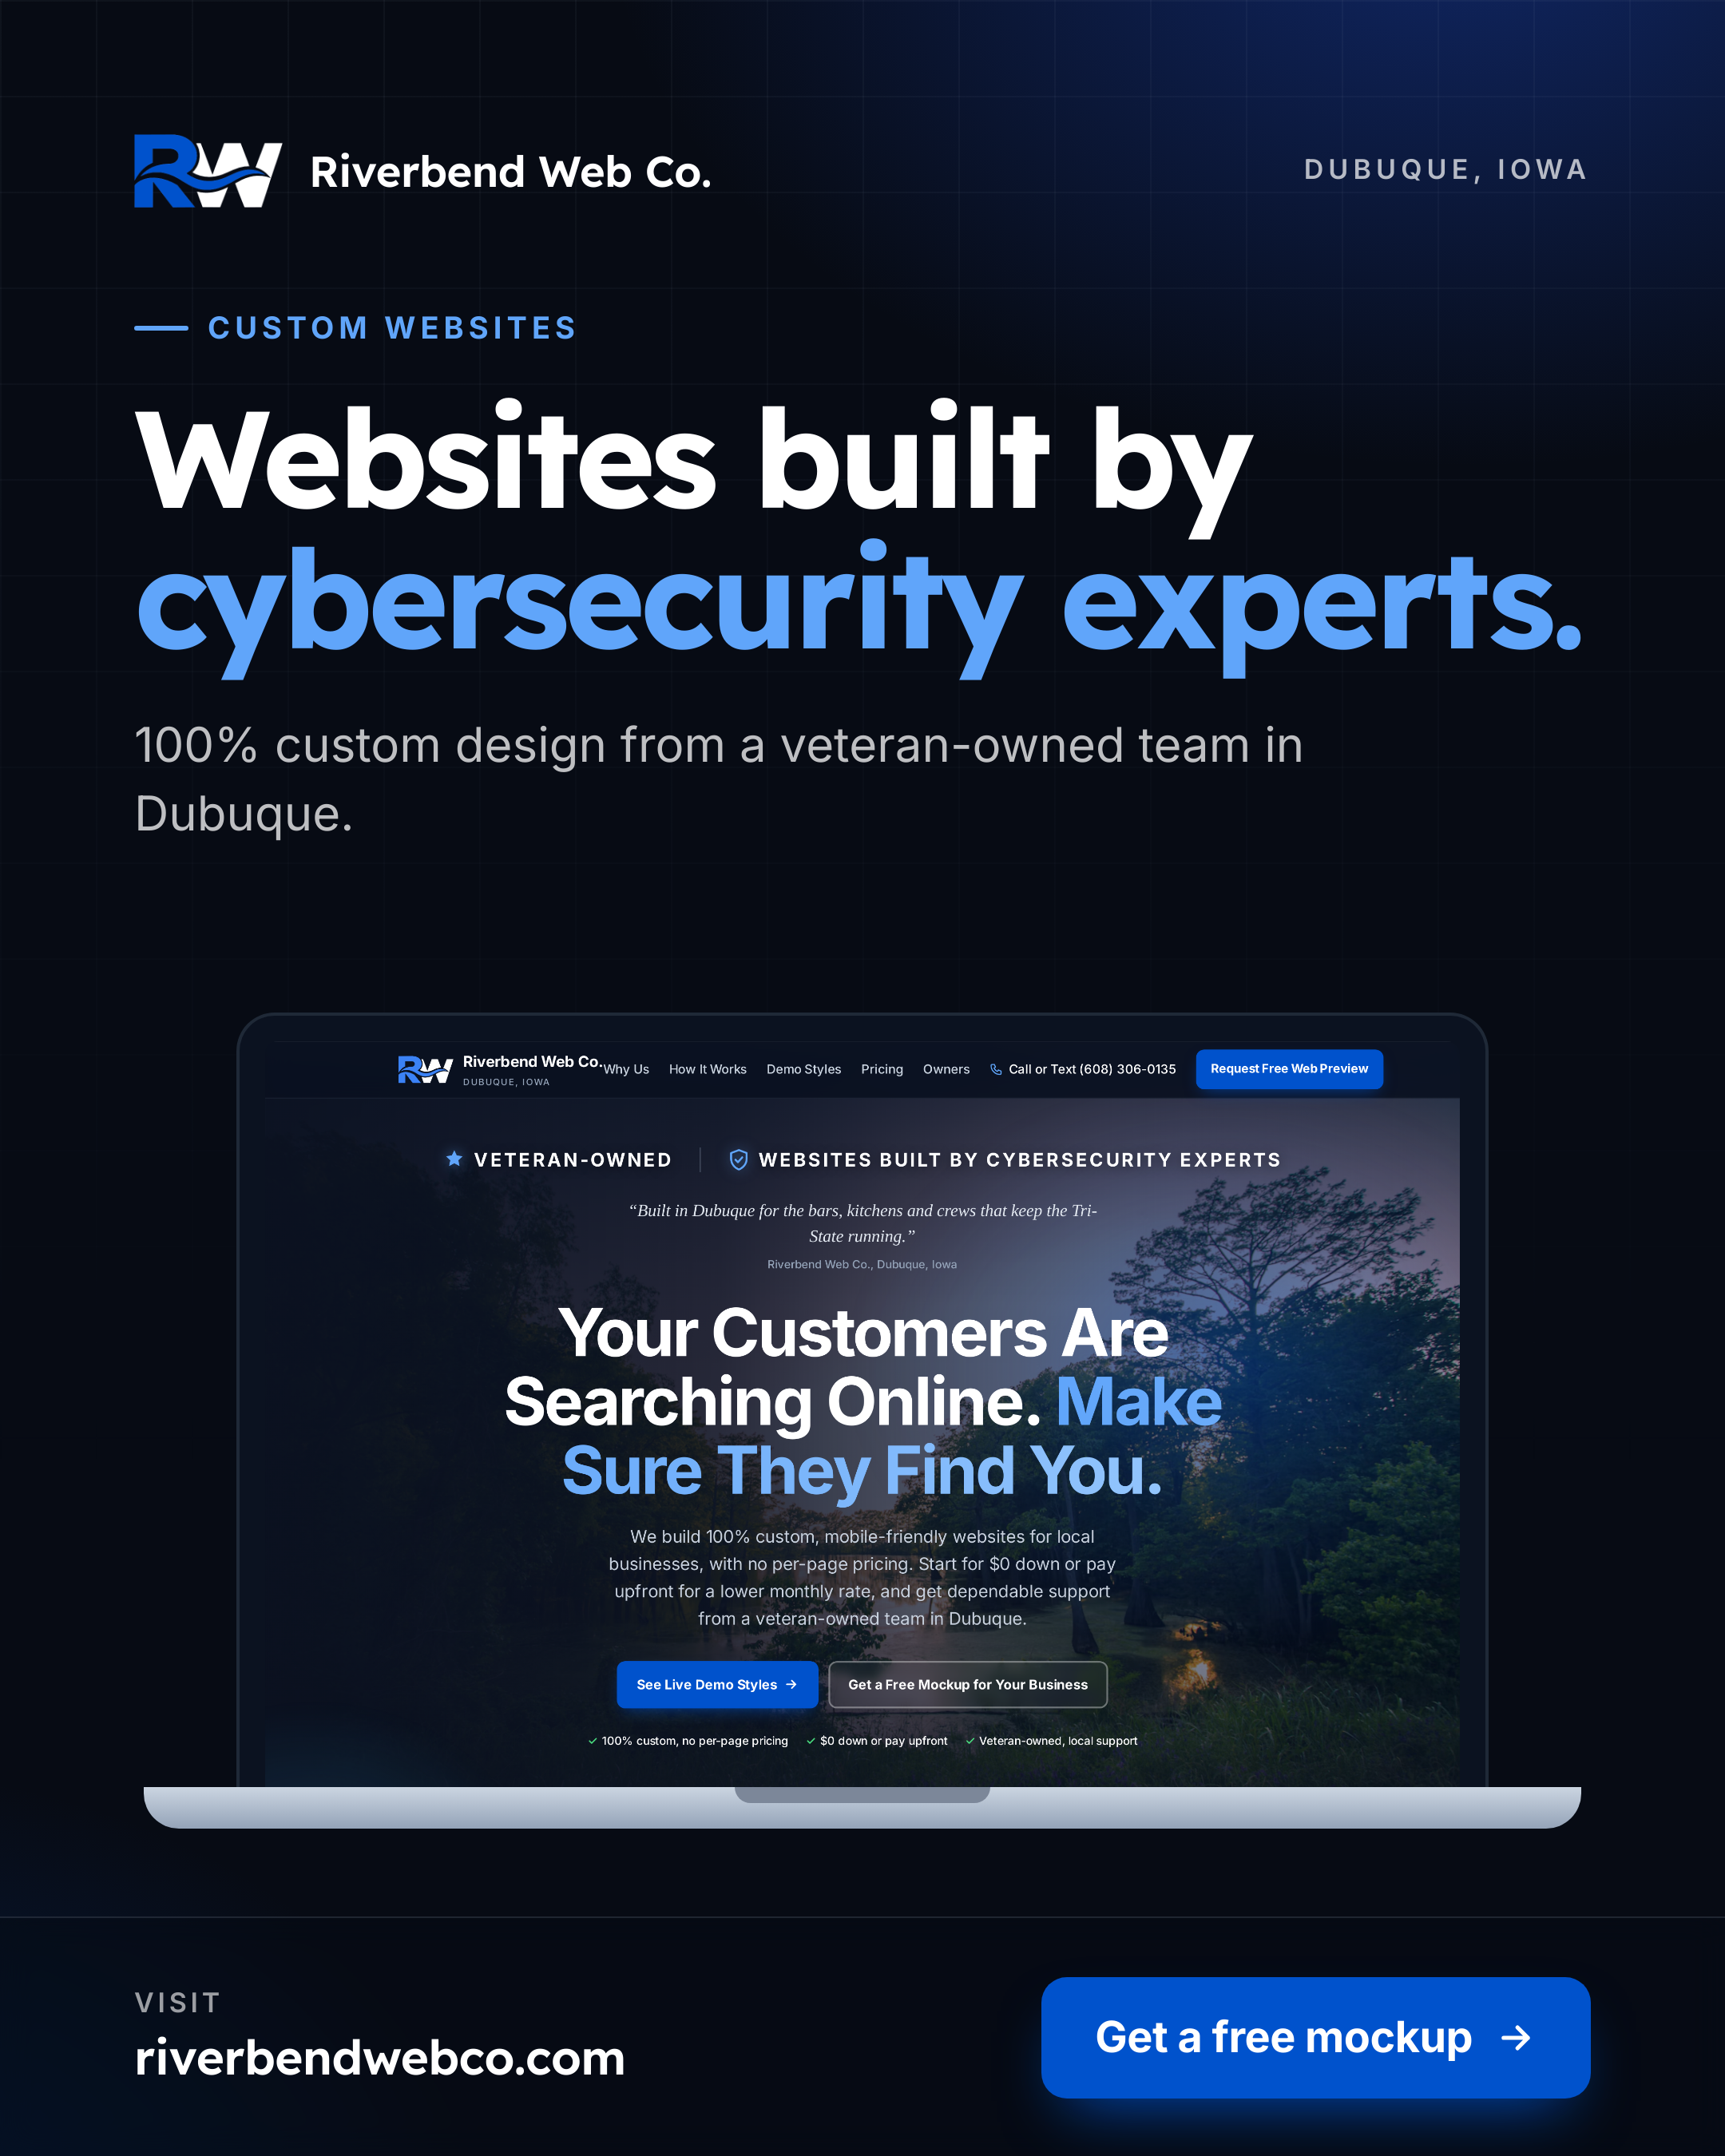 RW Riverbend Web Co.
DUBUQUE, IOWA
CUSTOM WEBSITES
Websites built by
cybersecurity experts.
100% custom design from a veteran-owned team in
Dubuque.
RW Riverbend Web Co.
DUBUQUE, IOWA
Why Us How It Works Demo Styles Pricing Owners Call or Text (608) 306-0135 Request Free Web Preview
VETERAN-OWNED WEBSITES BUILT BY CYBERSECURITY EXPERTS
“Built in Dubuque for the bars, kitchens and crews that keep the Tri-
State running.”
Riverbend Web Co., Dubuque, Iowa
Your Customers Are
Searching Online. Make
Sure They Find You.
We build 100% custom, mobile-friendly websites for local
businesses, with no per-page pricing. Start for $0 down or pay
upfront for a lower monthly rate, and get dependable support
from a veteran-owned team in Dubuque.
See Live Demo Styles → Get a Free Mockup for Your Business
✓ 100% custom, no per-page pricing ✓ $0 down or pay upfront ✓ Veteran-owned, local support
VISIT
riverbendwebco.com
Get a free mockup →